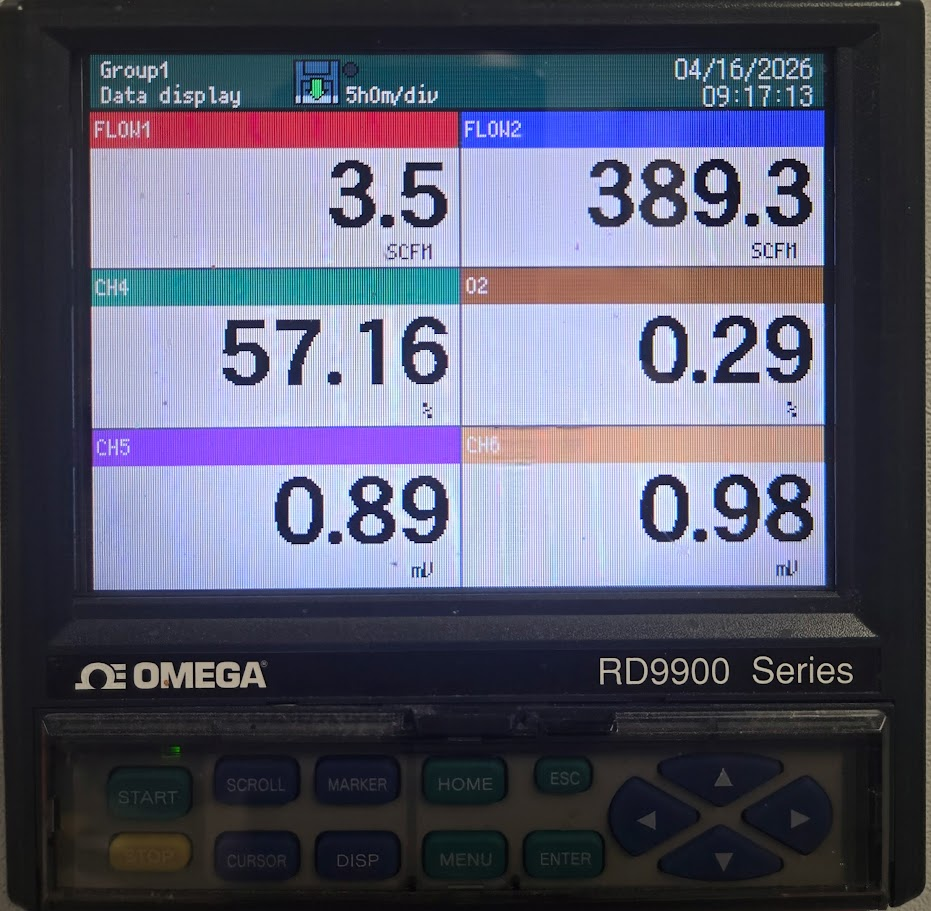 Group1
Data display
5h0m/div
04/16/2026
09:17:13
FLOW1
3.5
SCFM
FLOW2
389.3
SCFM
CH4
57.16
%
O2
0.29
%
CH5
0.89
mV
CH6
0.98
mV
OMEGA®
RD9900 Series
START
SCROLL
MARKER
HOME
ESC
STOP
CURSOR
DISP
MENU
ENTER